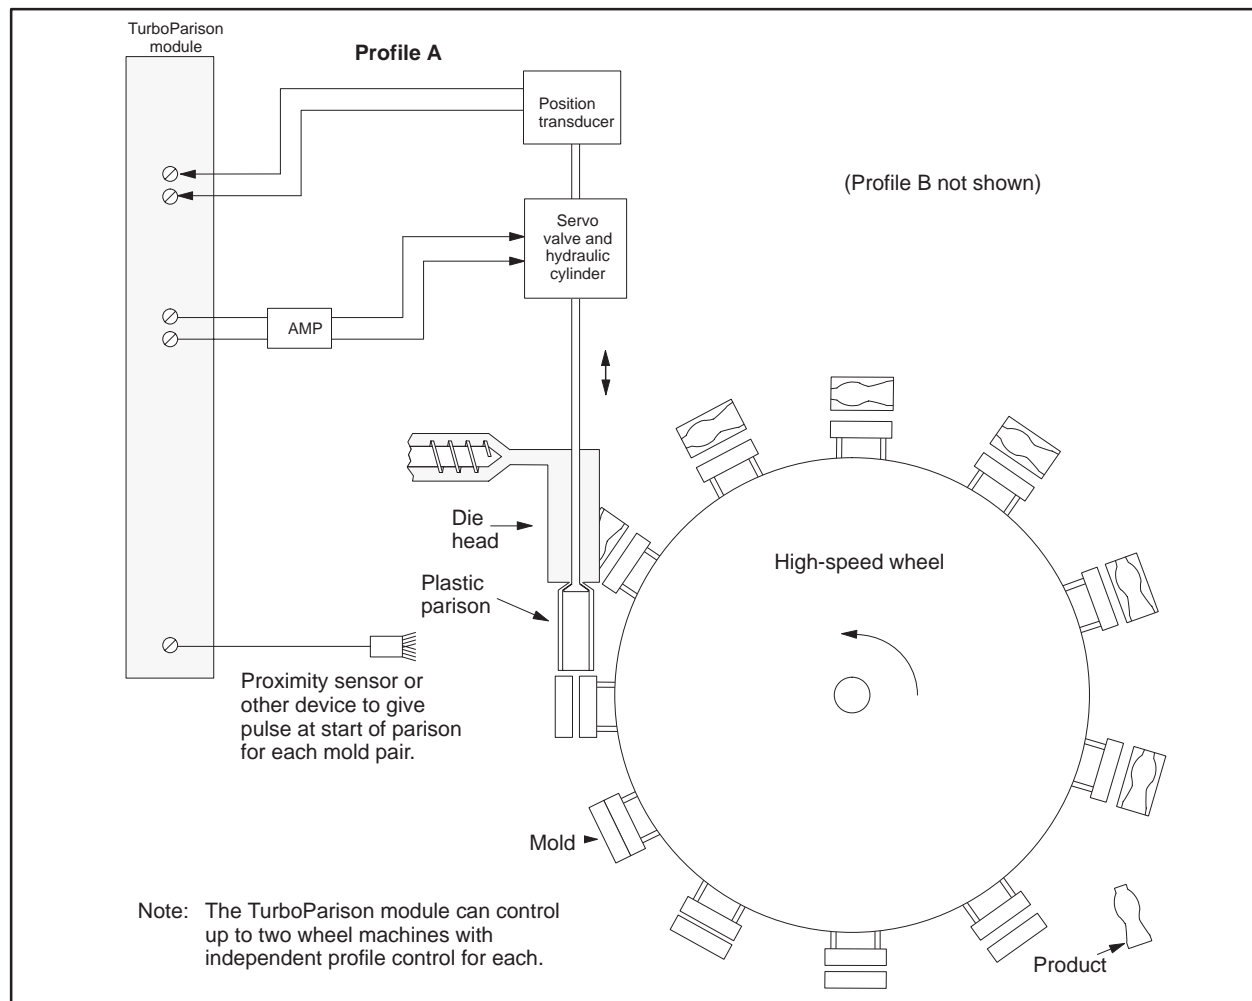 TurboParison
module
Profile A
Position
transducer
(Profile B not shown)
Servo
valve and
hydraulic
cylinder
AMP
Die
head
High-speed wheel
Plastic
parison
Proximity sensor or
other device to give
pulse at start of parison
for each mold pair.
Mold
Note: The TurboParison module can control
up to two wheel machines with
independent profile control for each.
Product